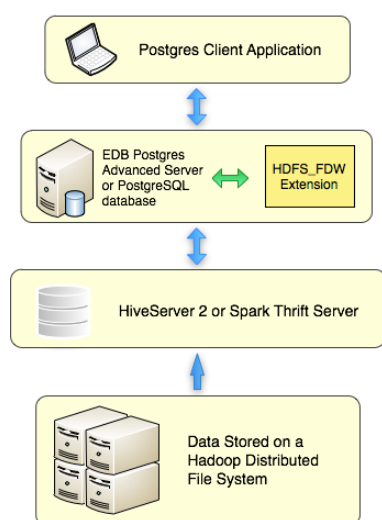 Postgres Client Application
EDB Postgres
Advanced Server
or PostgreSQL
database
HDFS_FDW
Extension
HiveServer 2 or Spark Thrift Server
Data Stored on a
Hadoop Distributed
File System